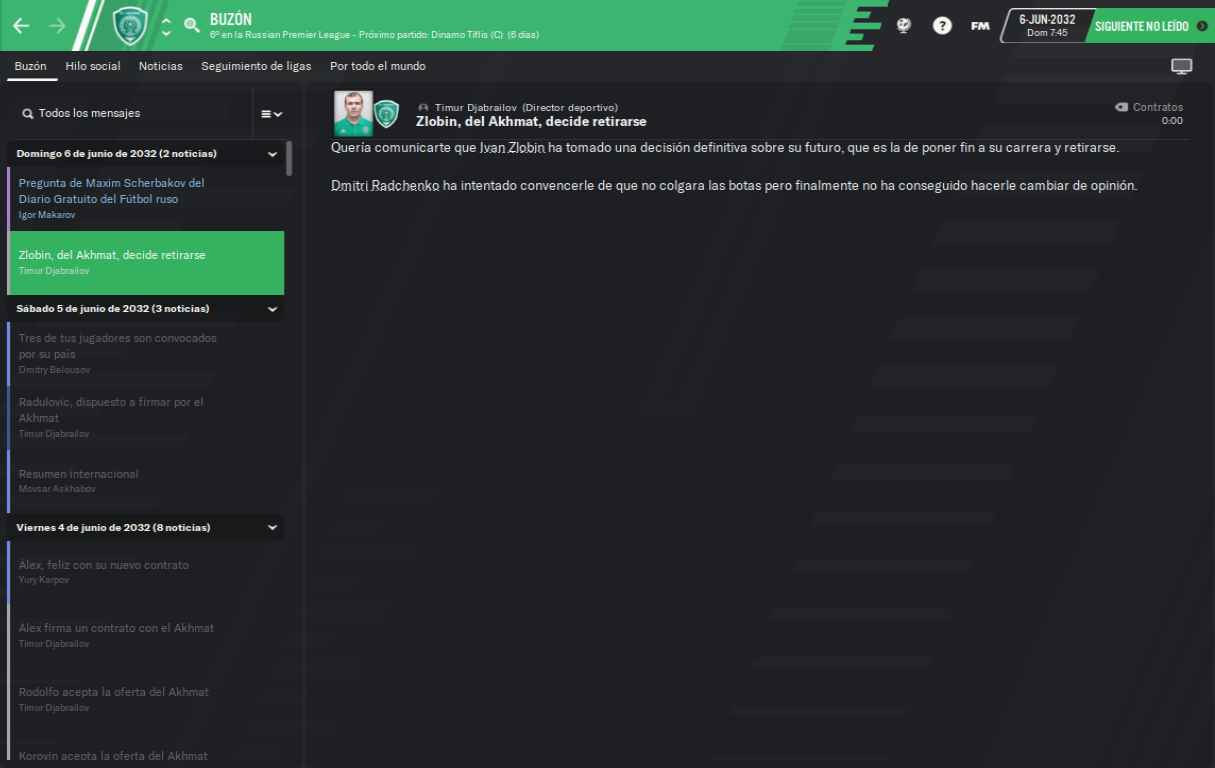 BUZÓN
6º en la Russian Premier League - Próximo partido: Dinamo Tiflis (C) (6 días)
?
FM
6-JUN-2032
Dom 7:45
SIGUIENTE NO LEÍDO
Buzón
Hilo social
Noticias
Seguimiento de ligas
Por todo el mundo
Todos los mensajes
Domingo 6 de junio de 2032 (2 noticias)
Pregunta de Maxim Scherbakov del
Diario Gratuito del Fútbol ruso
Igor Makarov
Zlobin, del Akhmat, decide retirarse
Timur Djabrailov
Sábado 5 de junio de 2032 (3 noticias)
Tres de tus jugadores son convocados
por su país
Dmitry Belousov
Radulovic, dispuesto a firmar por el
Akhmat
Timur Djabrailov
Resumen internacional
Movsar Askhabov
Viernes 4 de junio de 2032 (8 noticias)
Àlex, feliz con su nuevo contrato
Yury Karpov
Àlex firma un contrato con el Akhmat
Timur Djabrailov
Rodolfo acepta la oferta del Akhmat
Timur Djabrailov
Korovin acepta la oferta del Akhmat
Timur Djabrailov (Director deportivo)
Zlobin, del Akhmat, decide retirarse
Contratos
0:00
Quería comunicarte que Ivan Zlobin ha tomado una decisión definitiva sobre su futuro, que es la de poner fin a su carrera y retirarse.
Dmitri Radchenko ha intentado convencerle de que no colgara las botas pero finalmente no ha conseguido hacerle cambiar de opinión.